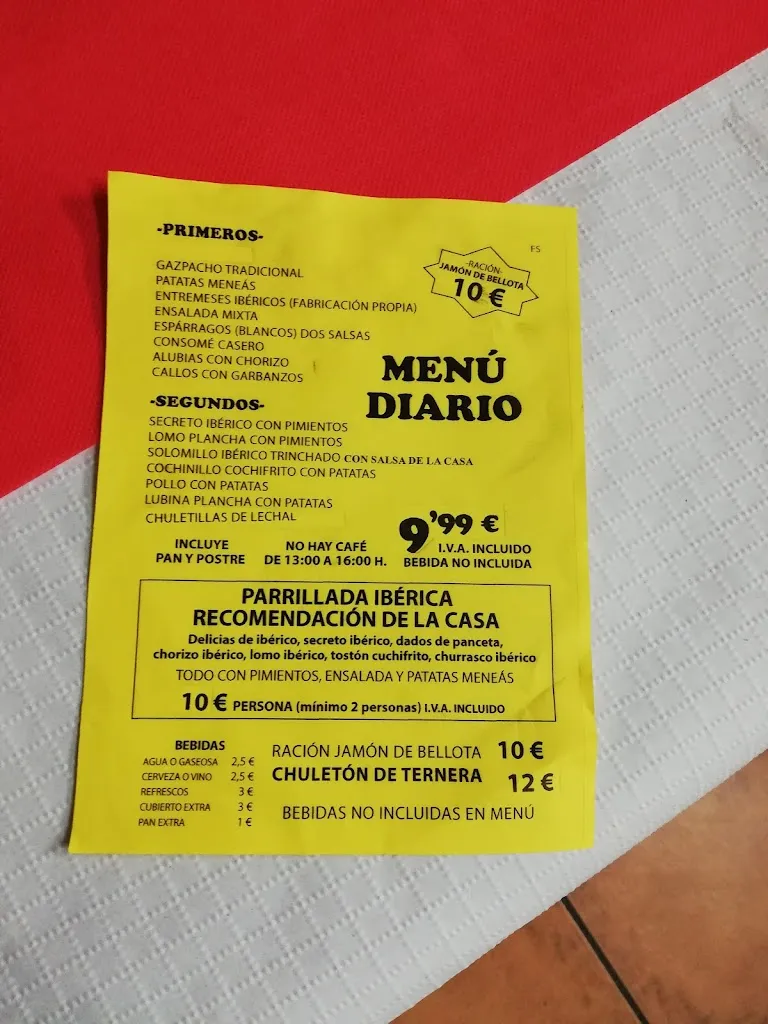 -PRIMEROS-
FS
-RACIÓN-
JAMÓN DE BELLOTA
10 €
GAZPACHO TRADICIONAL
PATATAS MENEÁS
ENTREMESES IBÉRICOS (FABRICACIÓN PROPIA)
ENSALADA MIXTA
ESPÁRRAGOS (BLANCOS) DOS SALSAS
CONSOMÉ CASERO
ALUBIAS CON CHORIZO
CALLOS CON GARBANZOS
MENÚ
DIARIO
-SEGUNDOS-
SECRETO IBÉRICO CON PIMIENTOS
LOMO PLANCHA CON PIMIENTOS
SOLOMILLO IBÉRICO TRINCHADO CON SALSA DE LA CASA
COCHINILLO COCHIFRITO CON PATATAS
POLLO CON PATATAS
LUBINA PLANCHA CON PATATAS
CHULETILLAS DE LECHAL
INCLUYE
PAN Y POSTRE
NO HAY CAFÉ
DE 13:00 A 16:00 H.
9'99 €
I.V.A. INCLUIDO
BEBIDA NO INCLUIDA
PARRILLADA IBÉRICA
RECOMENDACIÓN DE LA CASA
Delicias de ibérico, secreto ibérico, dados de panceta,
chorizo ibérico, lomo ibérico, tostón cuchifrito, churrasco ibérico
TODO CON PIMIENTOS, ENSALADA Y PATATAS MENEÁS
10 € PERSONA (mínimo 2 personas) I.V.A. INCLUIDO
BEBIDAS
AGUA O GASEOSA 2,5 €
CERVEZA O VINO 2,5 €
REFRESCOS 3 €
CUBIERTO EXTRA 3 €
PAN EXTRA 1 €
RACIÓN JAMÓN DE BELLOTA 10 €
CHULETÓN DE TERNERA 12 €
BEBIDAS NO INCLUIDAS EN MENÚ